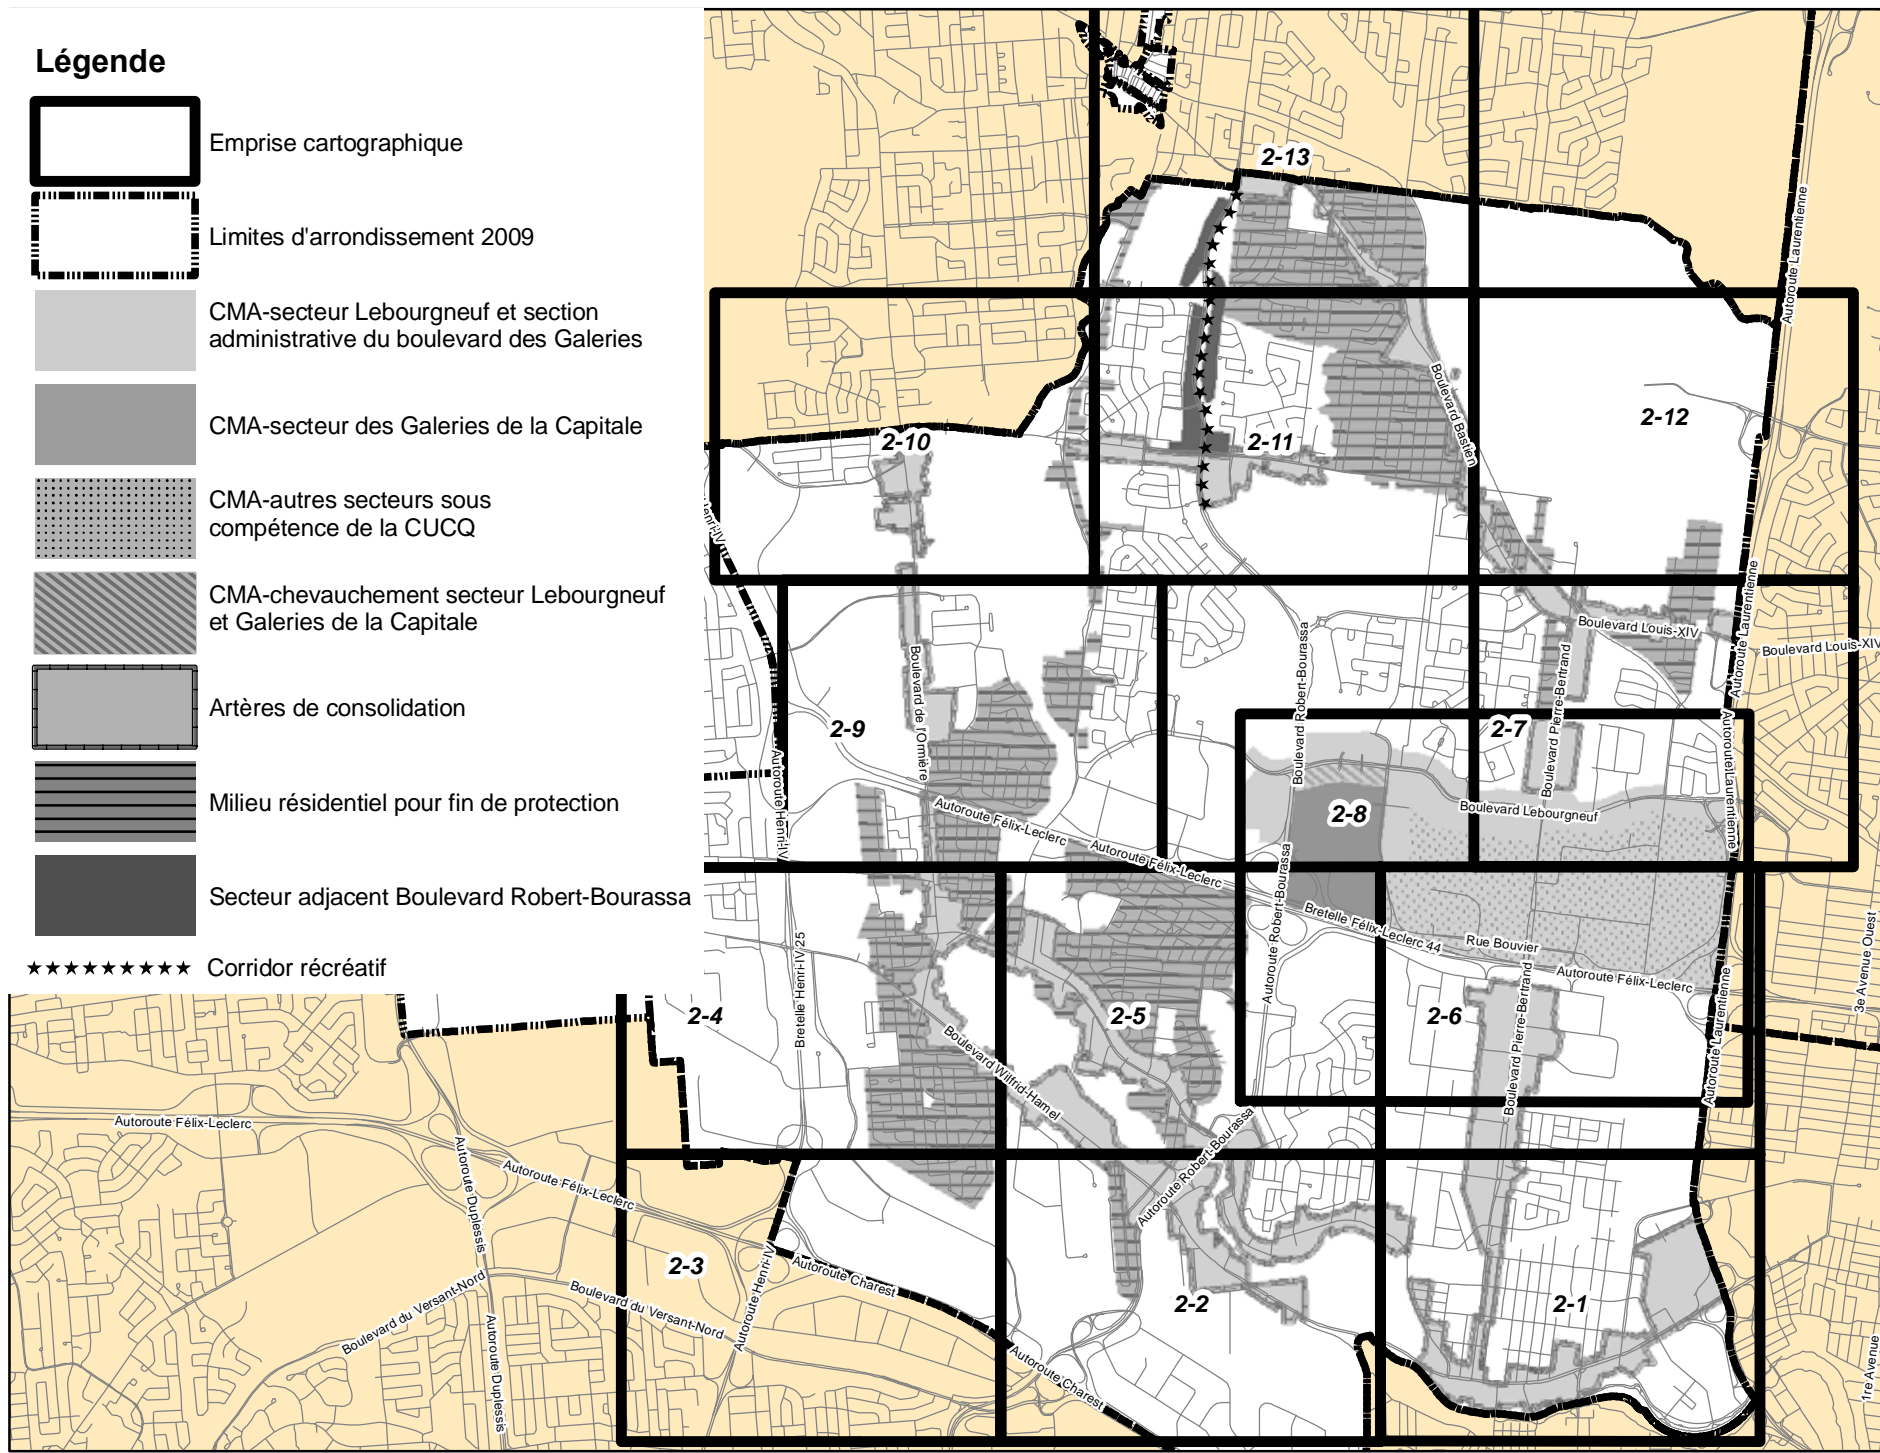 Légende
Emprise cartographique
Limites d'arrondissement 2009
CMA-secteur Lebourgneuf et section
administrative du boulevard des Galeries
CMA-secteur des Galeries de la Capitale
CMA-autres secteurs sous
compétence de la CUCQ
CMA-chevauchement secteur Lebourgneuf
et Galeries de la Capitale
Artères de consolidation
Milieu résidentiel pour fin de protection
Secteur adjacent Boulevard Robert-Bourassa
Corridor récréatif
2-13
Autoroute Laurentienne
2-12
Boulevard Bastien
2-10
2-11
Henri-IV
Autoroute Laurentienne
Boulevard Louis-XIV
Boulevard Louis-XIV
Boulevard Robert-Bourassa
Boulevard Pierre-Bertrand
Boulevard de l'Ormière
2-9
2-7
Autoroute Henri-IV
Autoroute Laurentienne
Autoroute Félix-Leclerc
Autoroute Félix-Leclerc
2-8
Boulevard Lebourgneuf
Autoroute Robert-Bourassa
Bretelle Félix-Leclerc 44
Rue Bouvier
Autoroute Félix-Leclerc
3e Avenue Ouest
Bretelle Henri-IV 25
2-4
2-5
2-6
Boulevard Pierre-Bertrand
Autoroute Laurentienne
Boulevard Wilfrid-Hamel
Autoroute Félix-Leclerc
Autoroute Duplessis
Autoroute Félix-Leclerc
Autoroute Robert-Bourassa
2-3
Autoroute Charest
Boulevard du Versant-Nord
Boulevard du Versant-Nord
Autoroute Henri-IV
Autoroute Duplessis
2-2
2-1
Autoroute Charest
1re Avenue